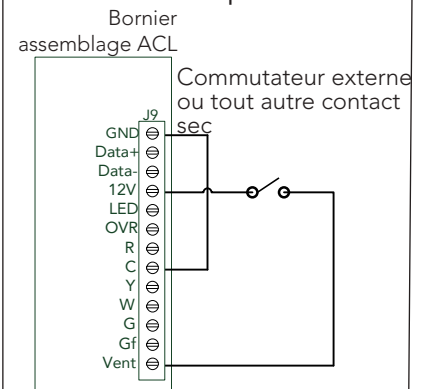 Bornier
assemblage ACL
Commutateur externe
ou tout autre contact
sec
J9
GND
Data+
Data-
12V
LED
OVR
R
C
Y
W
G
Gf
Vent